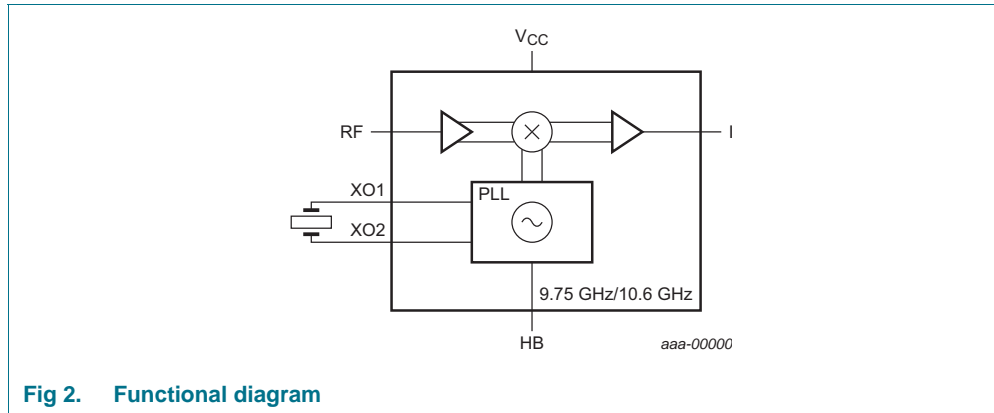 VCC
RF
I
XO1
PLL
XO2
9.75 GHz/10.6 GHz
HB
aaa-00000
Fig 2. Functional diagram